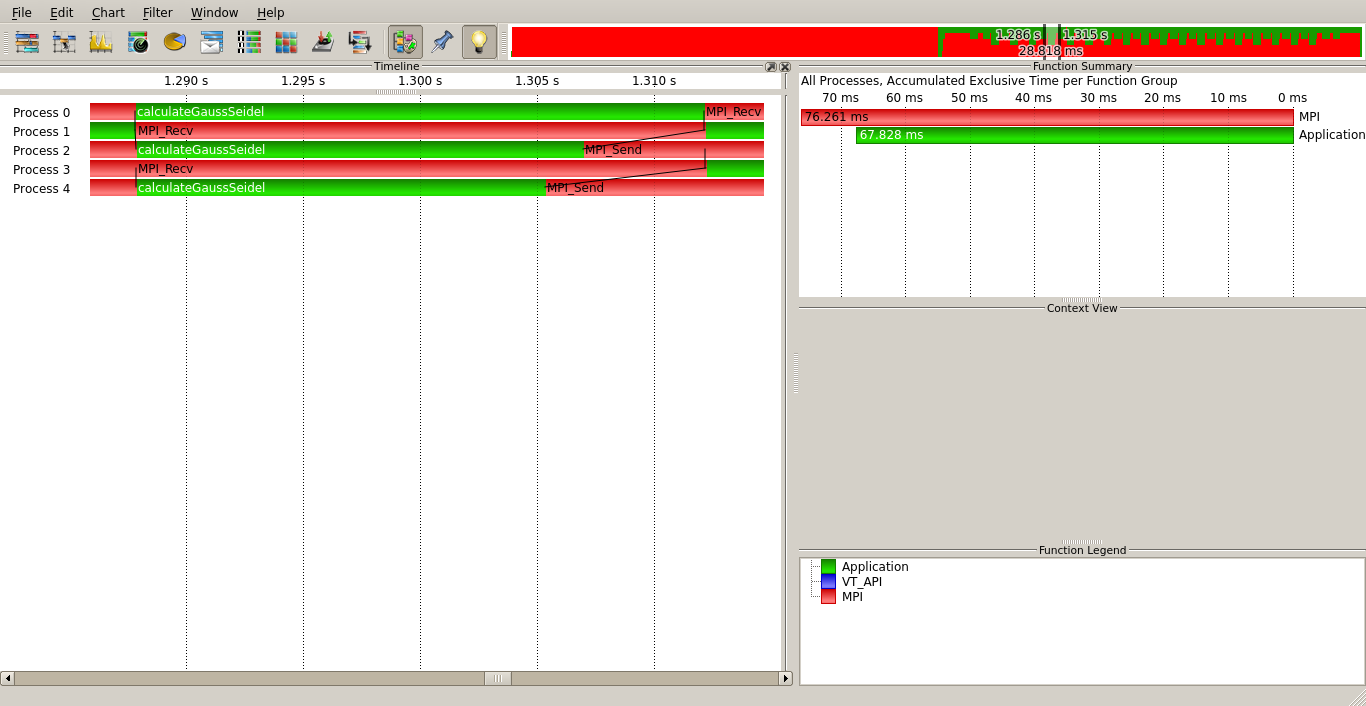 File Edit Chart Filter Window Help
1.286 s 1.315 s
28.818 ms
Timeline
1.290 s 1.295 s 1.300 s 1.305 s 1.310 s
Process 0 calculateGaussSeidel MPI_Recv
Process 1 MPI_Recv
Process 2 calculateGaussSeidel MPI_Send
Process 3 MPI_Recv
Process 4 calculateGaussSeidel MPI_Send
Function Summary
All Processes, Accumulated Exclusive Time per Function Group
70 ms 60 ms 50 ms 40 ms 30 ms 20 ms 10 ms 0 ms
76.261 ms MPI
67.828 ms Application
Context View
Function Legend
Application
VT_API
MPI